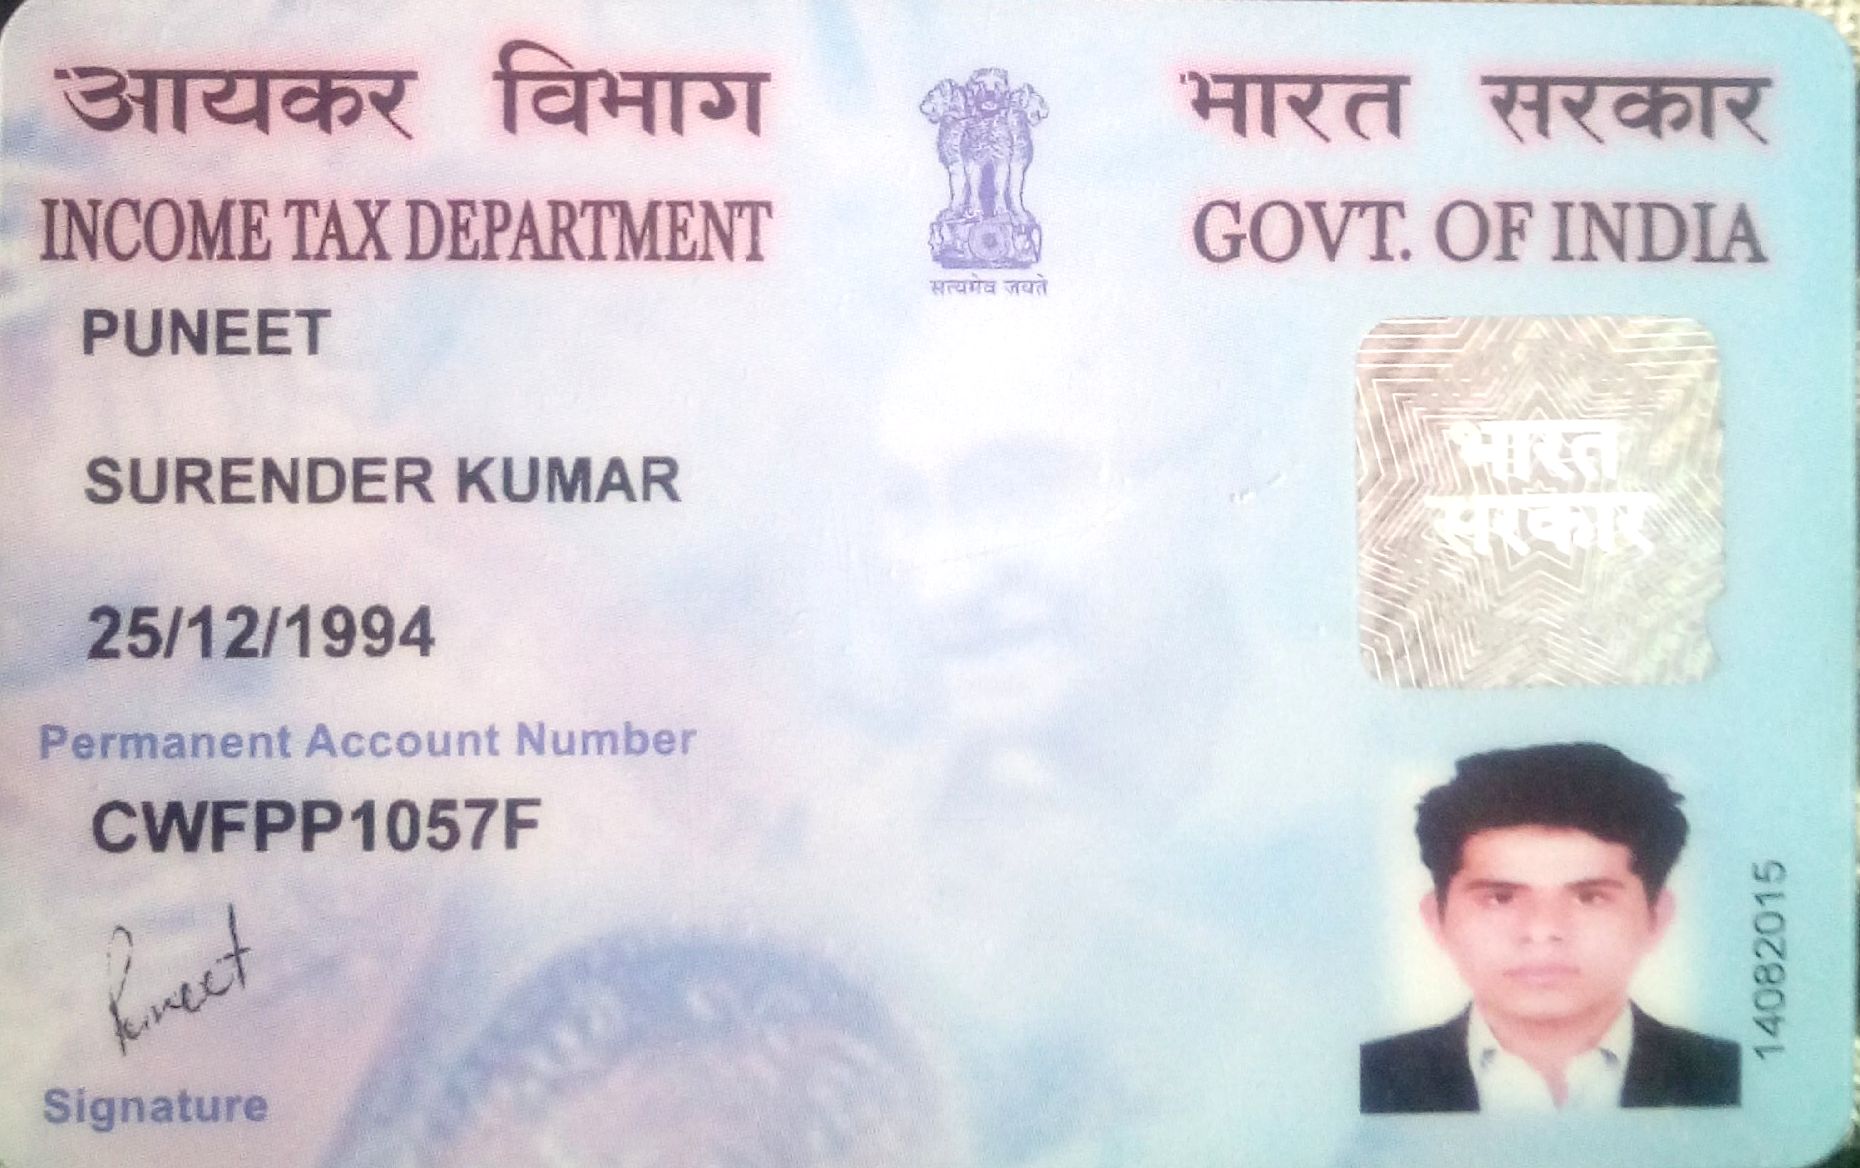 आयकर विभाग
भारत सरकार
INCOME TAX DEPARTMENT
GOVT. OF INDIA
सत्यमेव जयते
PUNEET
SURENDER KUMAR
भारत
सरकार
25/12/1994
Permanent Account Number
CWFPP1057F
14082015
Puneet
Signature